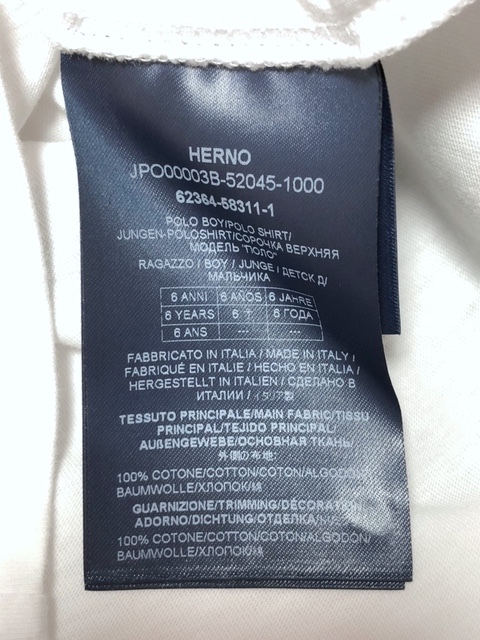 HERNO
JPO00003B-52045-1000
62364-58311-1
POLO BOY/POLO SHIRT/
JUNGEN-POLOSHIRT/СОРОЧКА ВЕРХНЯЯ
МОДЕЛЬ "ПОЛО"
RAGAZZO / BOY / JUNGE / ДЕТСК Д/
МАЛЬЧИКА
6 ANNI 6 AÑOS 6 JAHRE
6 YEARS 6 十 6 ГОДА
6 ANS --- ---
FABBRICATO IN ITALIA / MADE IN ITALY /
FABRIQUÉ EN ITALIE / HECHO EN ITALIA /
HERGESTELLT IN ITALIEN / СДЕЛАНО В
ИТАЛИИ / イタリア製
TESSUTO PRINCIPALE/MAIN FABRIC/TISSU
PRINCIPAL/TEJIDO PRINCIPAL/
AUßENGEWEBE/ОСНОВНАЯ ТКАНЬ/
外側の布地:
100% COTONE/COTTON/COTON/ALGODÓN/
BAUMWOLLE/ХЛОПОК/綿
GUARNIZIONE/TRIMMING/DÉCORATION/
ADORNO/DICHTUNG/ОТДЕЛКА/
100% COTONE/COTTON/COTON/ALGODÓN/
BAUMWOLLE/ХЛОПОК/綿